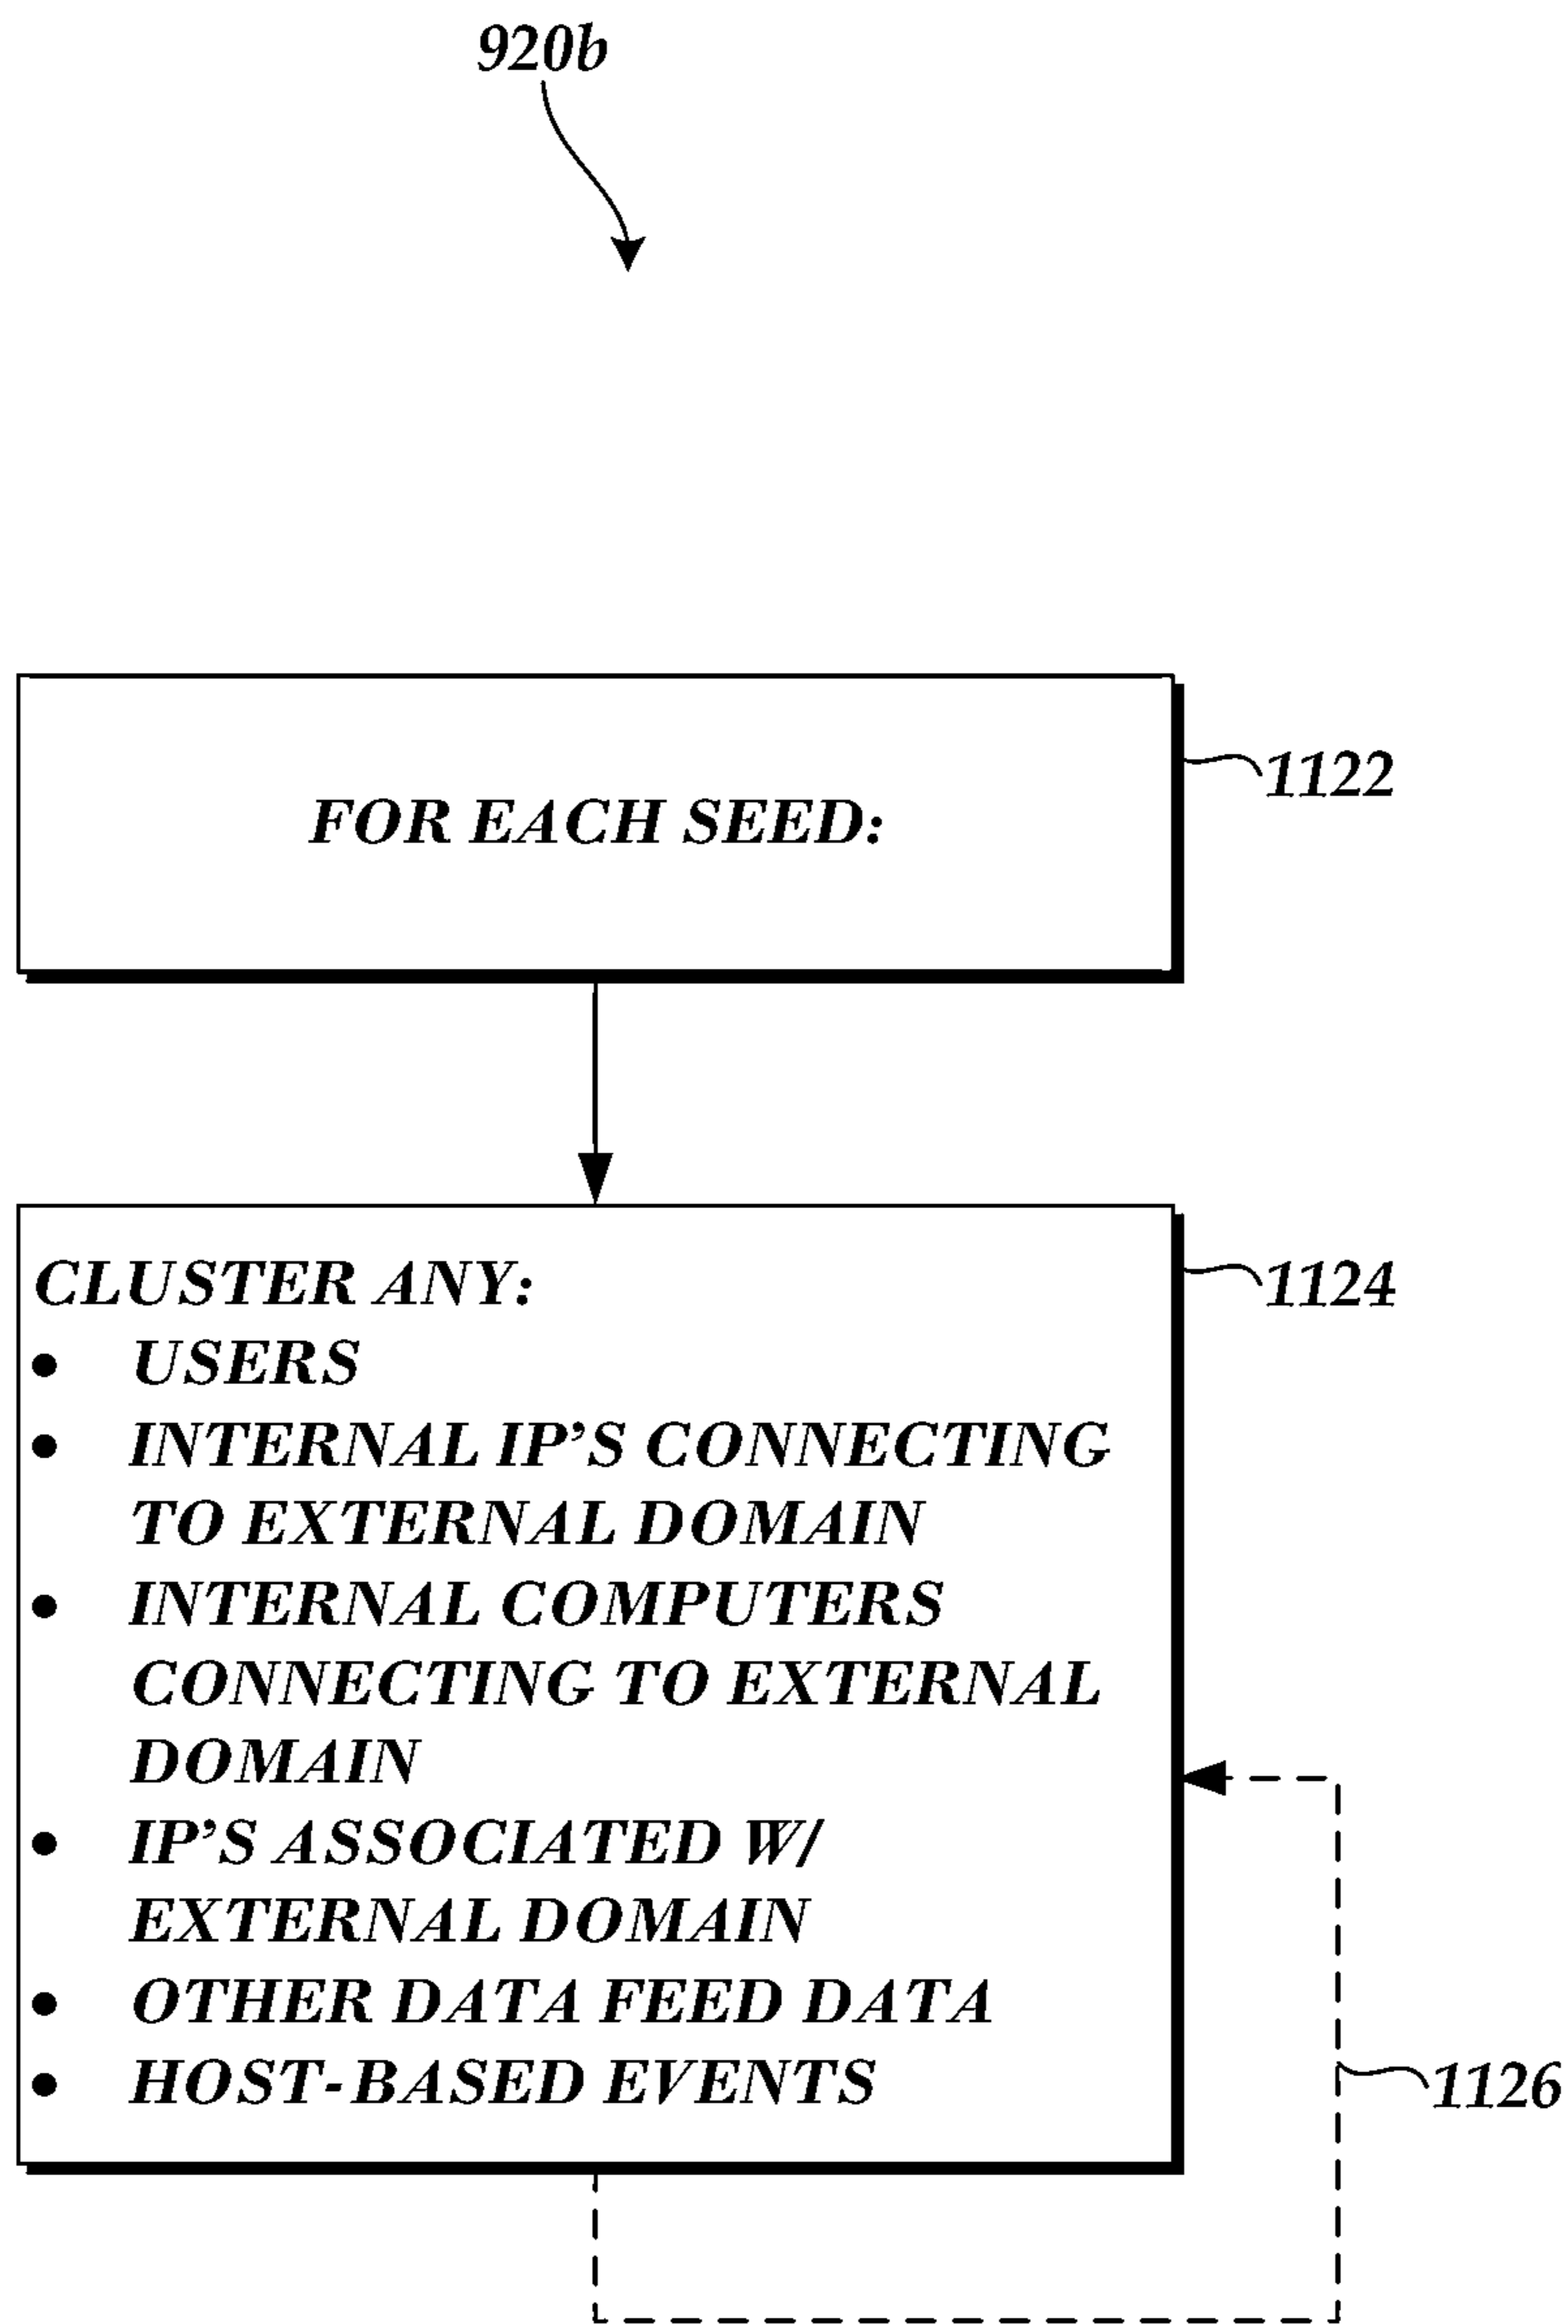 920b
FOR EACH SEED:
1122
CLUSTER ANY:
1124
• USERS
• INTERNAL IP’S CONNECTING
TO EXTERNAL DOMAIN
• INTERNAL COMPUTERS
CONNECTING TO EXTERNAL
DOMAIN
• IP’S ASSOCIATED W/
EXTERNAL DOMAIN
• OTHER DATA FEED DATA
• HOST-BASED EVENTS
1126